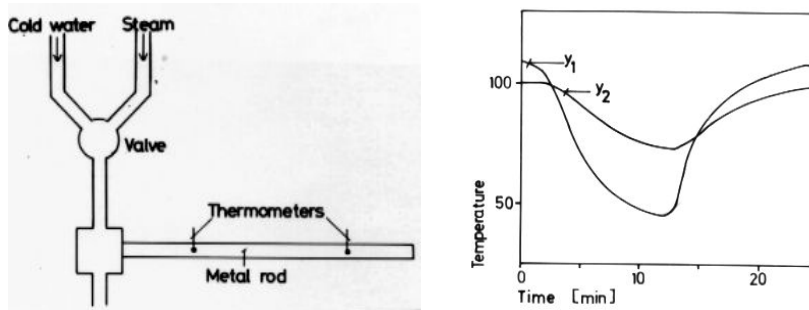 Cold water
Steam
Valve
Thermometers
Metal rod
Temperature
100
50
y1
y2
0
10
20
Time [min]